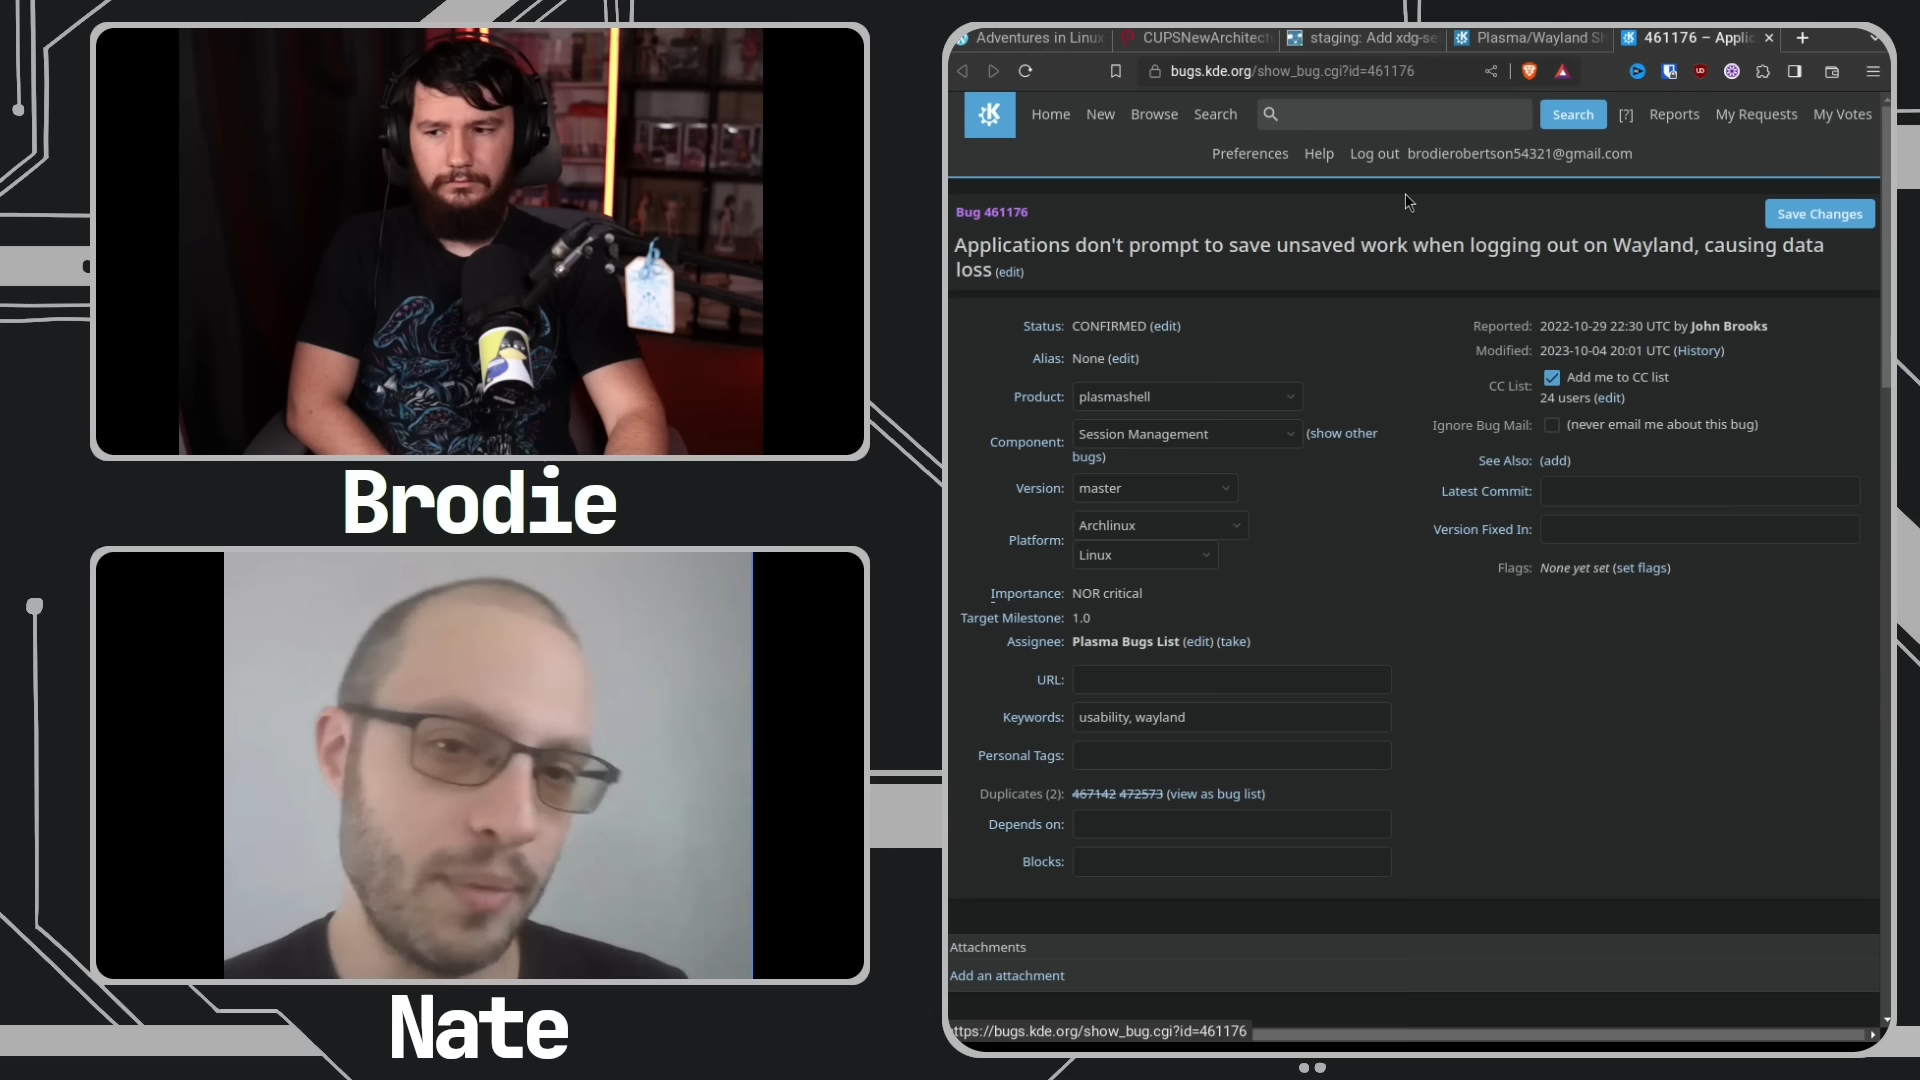 Brodie
Nate
Adventures in Linux
CUPSNewArchitect
staging: Add xdg-se
Plasma/Wayland Sh
461176 – Applic
bugs.kde.org/show_bug.cgi?id=461176
Home New Browse Search Search [?] Reports My Requests My Votes
Preferences Help Log out brodierobertson54321@gmail.com
Bug 461176
Save Changes
Applications don't prompt to save unsaved work when logging out on Wayland, causing data
loss (edit)
Status: CONFIRMED (edit)
Alias: None (edit)
Product: plasmashell
Component: Session Management (show other
bugs)
Version: master
Platform: Archlinux
Linux
Importance: NOR critical
Target Milestone: 1.0
Assignee: Plasma Bugs List (edit) (take)
URL:
Keywords: usability, wayland
Personal Tags:
Duplicates (2): 467142 472573 (view as bug list)
Depends on:
Blocks:
Reported: 2022-10-29 22:30 UTC by John Brooks
Modified: 2023-10-04 20:01 UTC (History)
CC List: Add me to CC list
24 users (edit)
Ignore Bug Mail: (never email me about this bug)
See Also: (add)
Latest Commit:
Version Fixed In:
Flags: None yet set (set flags)
Attachments
Add an attachment
ttps://bugs.kde.org/show_bug.cgi?id=461176